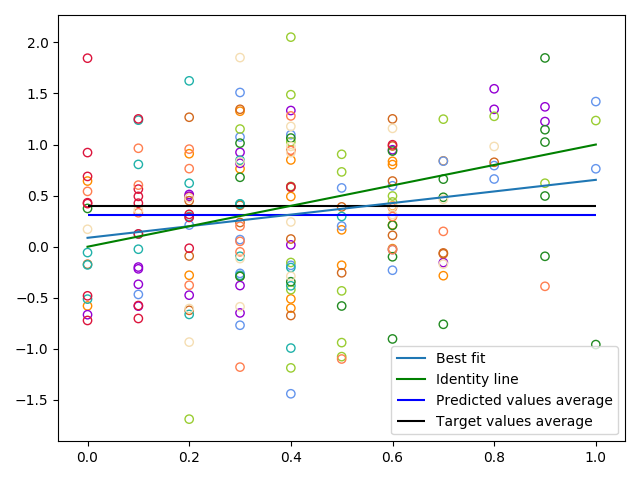 2.0
1.5
1.0
0.5
0.0
−0.5
−1.0
−1.5
0.0 0.2 0.4 0.6 0.8 1.0
Best fit
Identity line
Predicted values average
Target values average